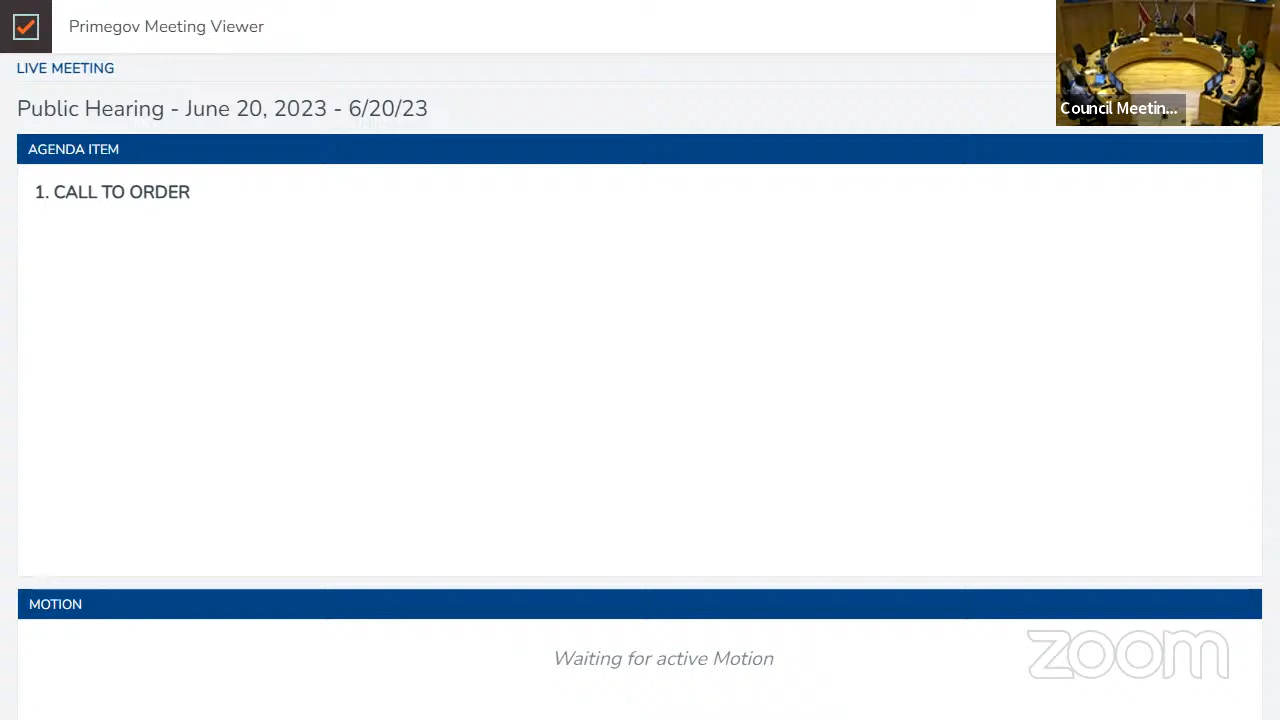 Primegov Meeting Viewer
LIVE MEETING
Public Hearing - June 20, 2023 - 6/20/23
Council Meetin...
AGENDA ITEM
1. CALL TO ORDER
MOTION
Waiting for active Motion
zoom